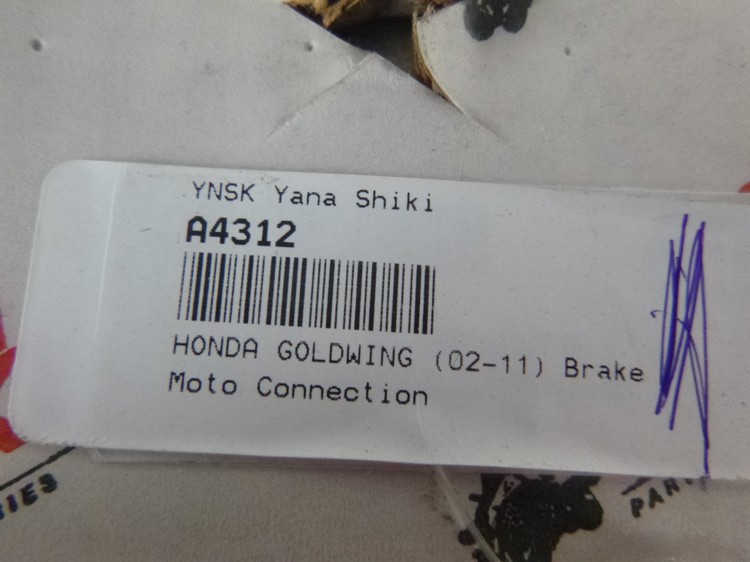 YNSK Yana Shiki
A4312
HONDA GOLDWING (02-11) Brake
Moto Connection